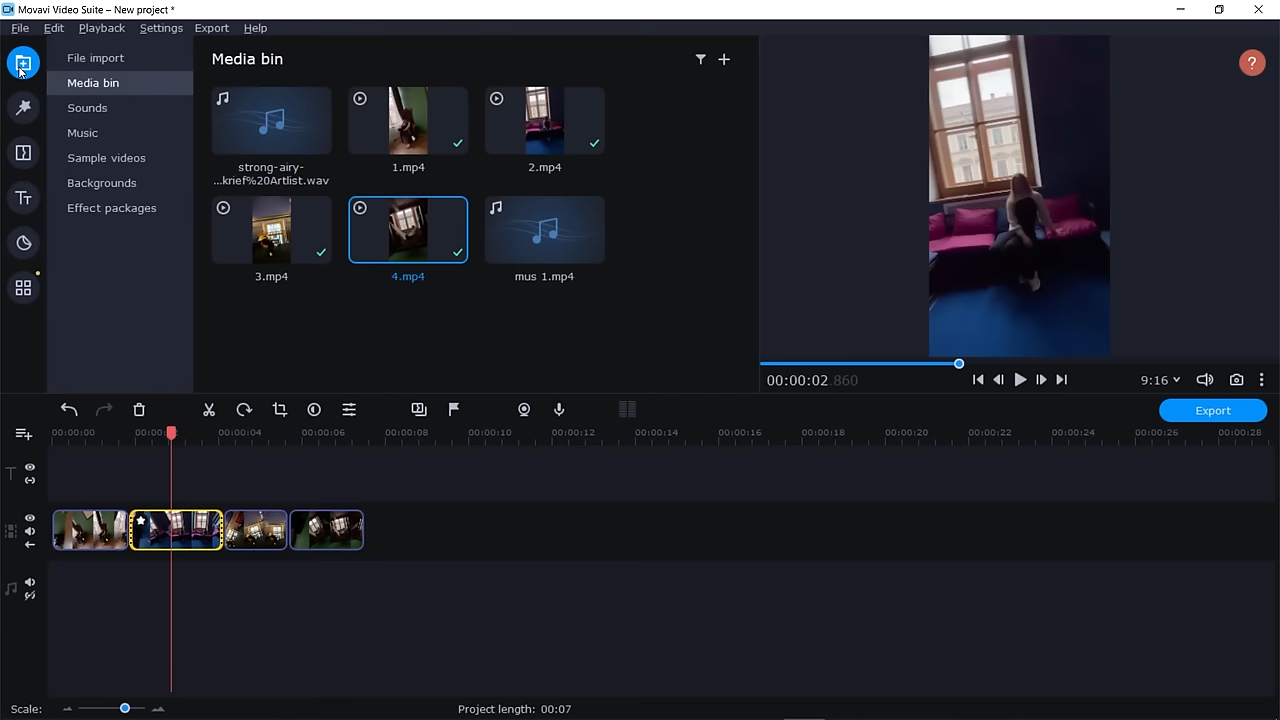 Movavi Video Suite – New project *
File Edit Playback Settings Export Help
File import
Media bin
Sounds
Music
Sample videos
Backgrounds
Effect packages
Media bin
strong-airy-
...krief%20Artlist.wav
1.mp4
2.mp4
3.mp4
4.mp4
mus 1.mp4
?
00:00:02.860
9:16
Export
00:00:00 00:00: 00:00:04 00:00:06 00:00:08 00:00:10 00:00:12 00:00:14 00:00:16 00:00:18 00:00:20 00:00:22 00:00:24 00:00:26 00:00:28
Scale:
Project length: 00:07